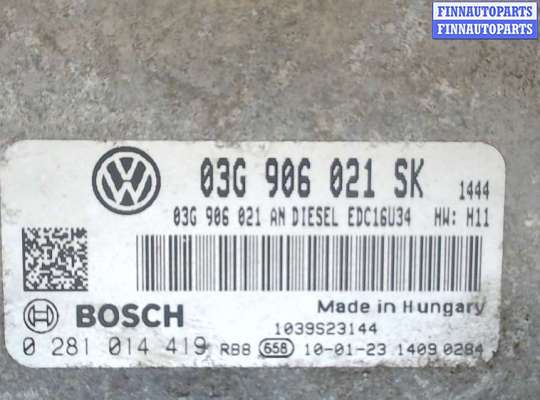 FINNAUTOPARTS
FINNAUTOPARTS
03G 906 021 SK 1444
03G 906 021 AN DIESEL EDC16U34 HW: H11
BOSCH
Made in Hungary
1039S23144
0 281 014 419 RB8 658 10-01-23 1409 0284